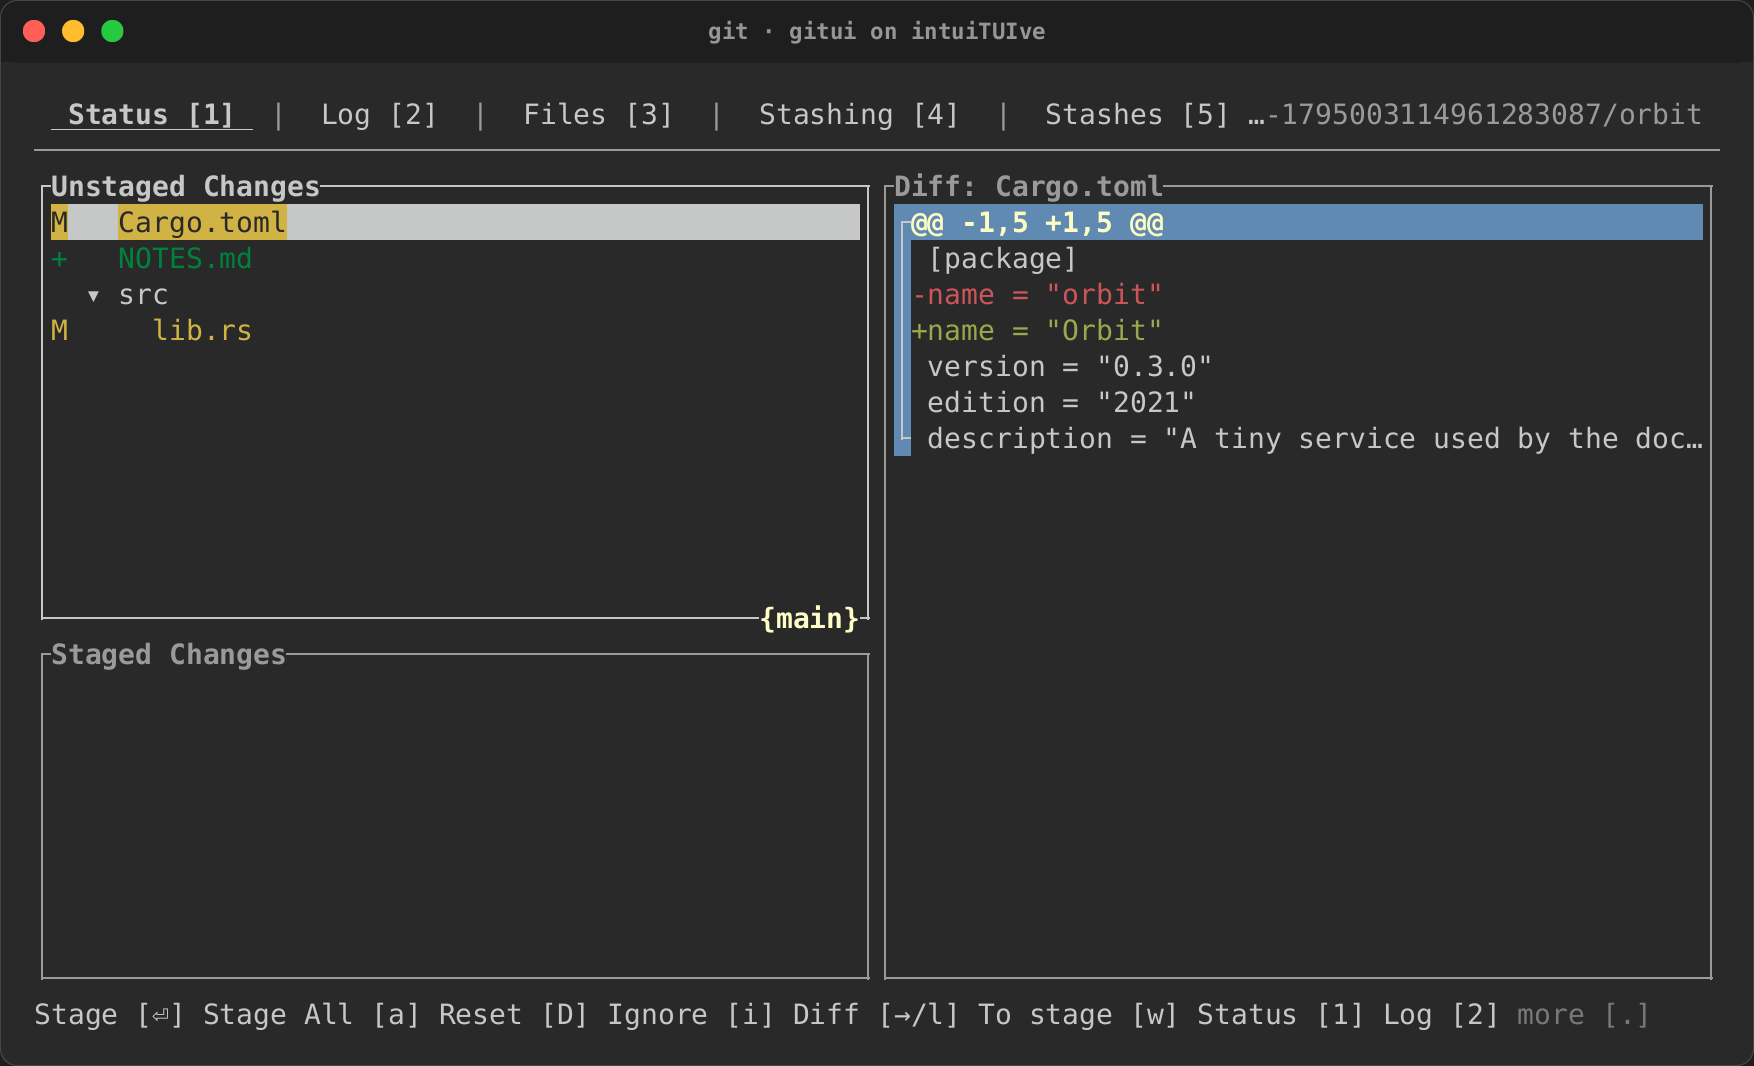 git · gitui on intuiTUIve
Status [1] | Log [2] | Files [3] | Stashing [4] | Stashes [5] …-1795003114961283087/orbit
Unstaged Changes
M Cargo.toml
+ NOTES.md
▾ src
M lib.rs
{main}
Staged Changes
Diff: Cargo.toml
@@ -1,5 +1,5 @@
[package]
-name = "orbit"
+name = "Orbit"
version = "0.3.0"
edition = "2021"
description = "A tiny service used by the doc…
Stage [⏎] Stage All [a] Reset [D] Ignore [i] Diff [→/l] To stage [w] Status [1] Log [2] more [.]